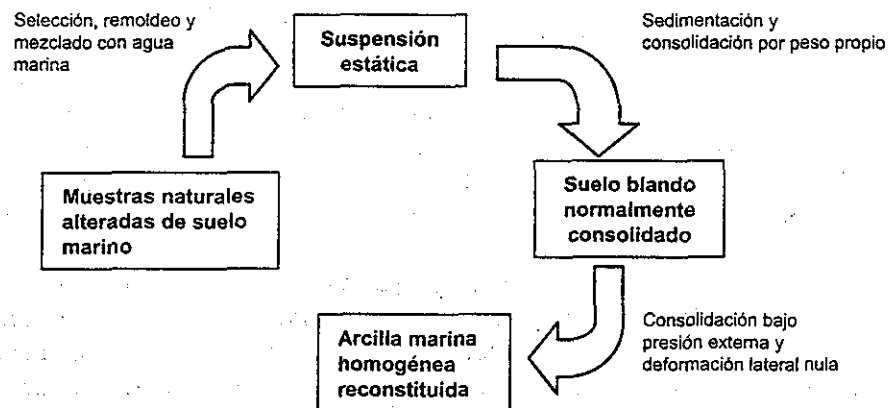 Selección, remoldeo y
mezclado con agua
marina
Suspensión
estática
Sedimentación y
consolidación por peso propio
Muestras naturales
alteradas de suelo
marino
Suelo blando
normalmente
consolidado
Arcilla marina
homogénea
reconstituida
Consolidación bajo
presión externa y
deformación lateral nula